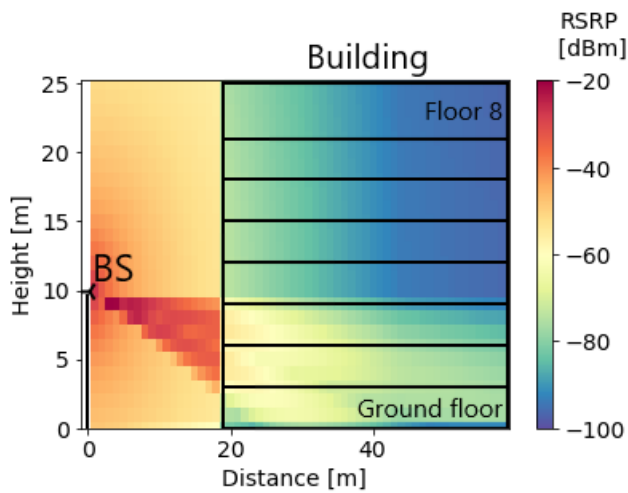 RSRP
[dBm]
Building
25
20
15
10
5
0
Height [m]
BS
Floor 8
Ground floor
0
20
40
Distance [m]
−20
−40
−60
−80
−100